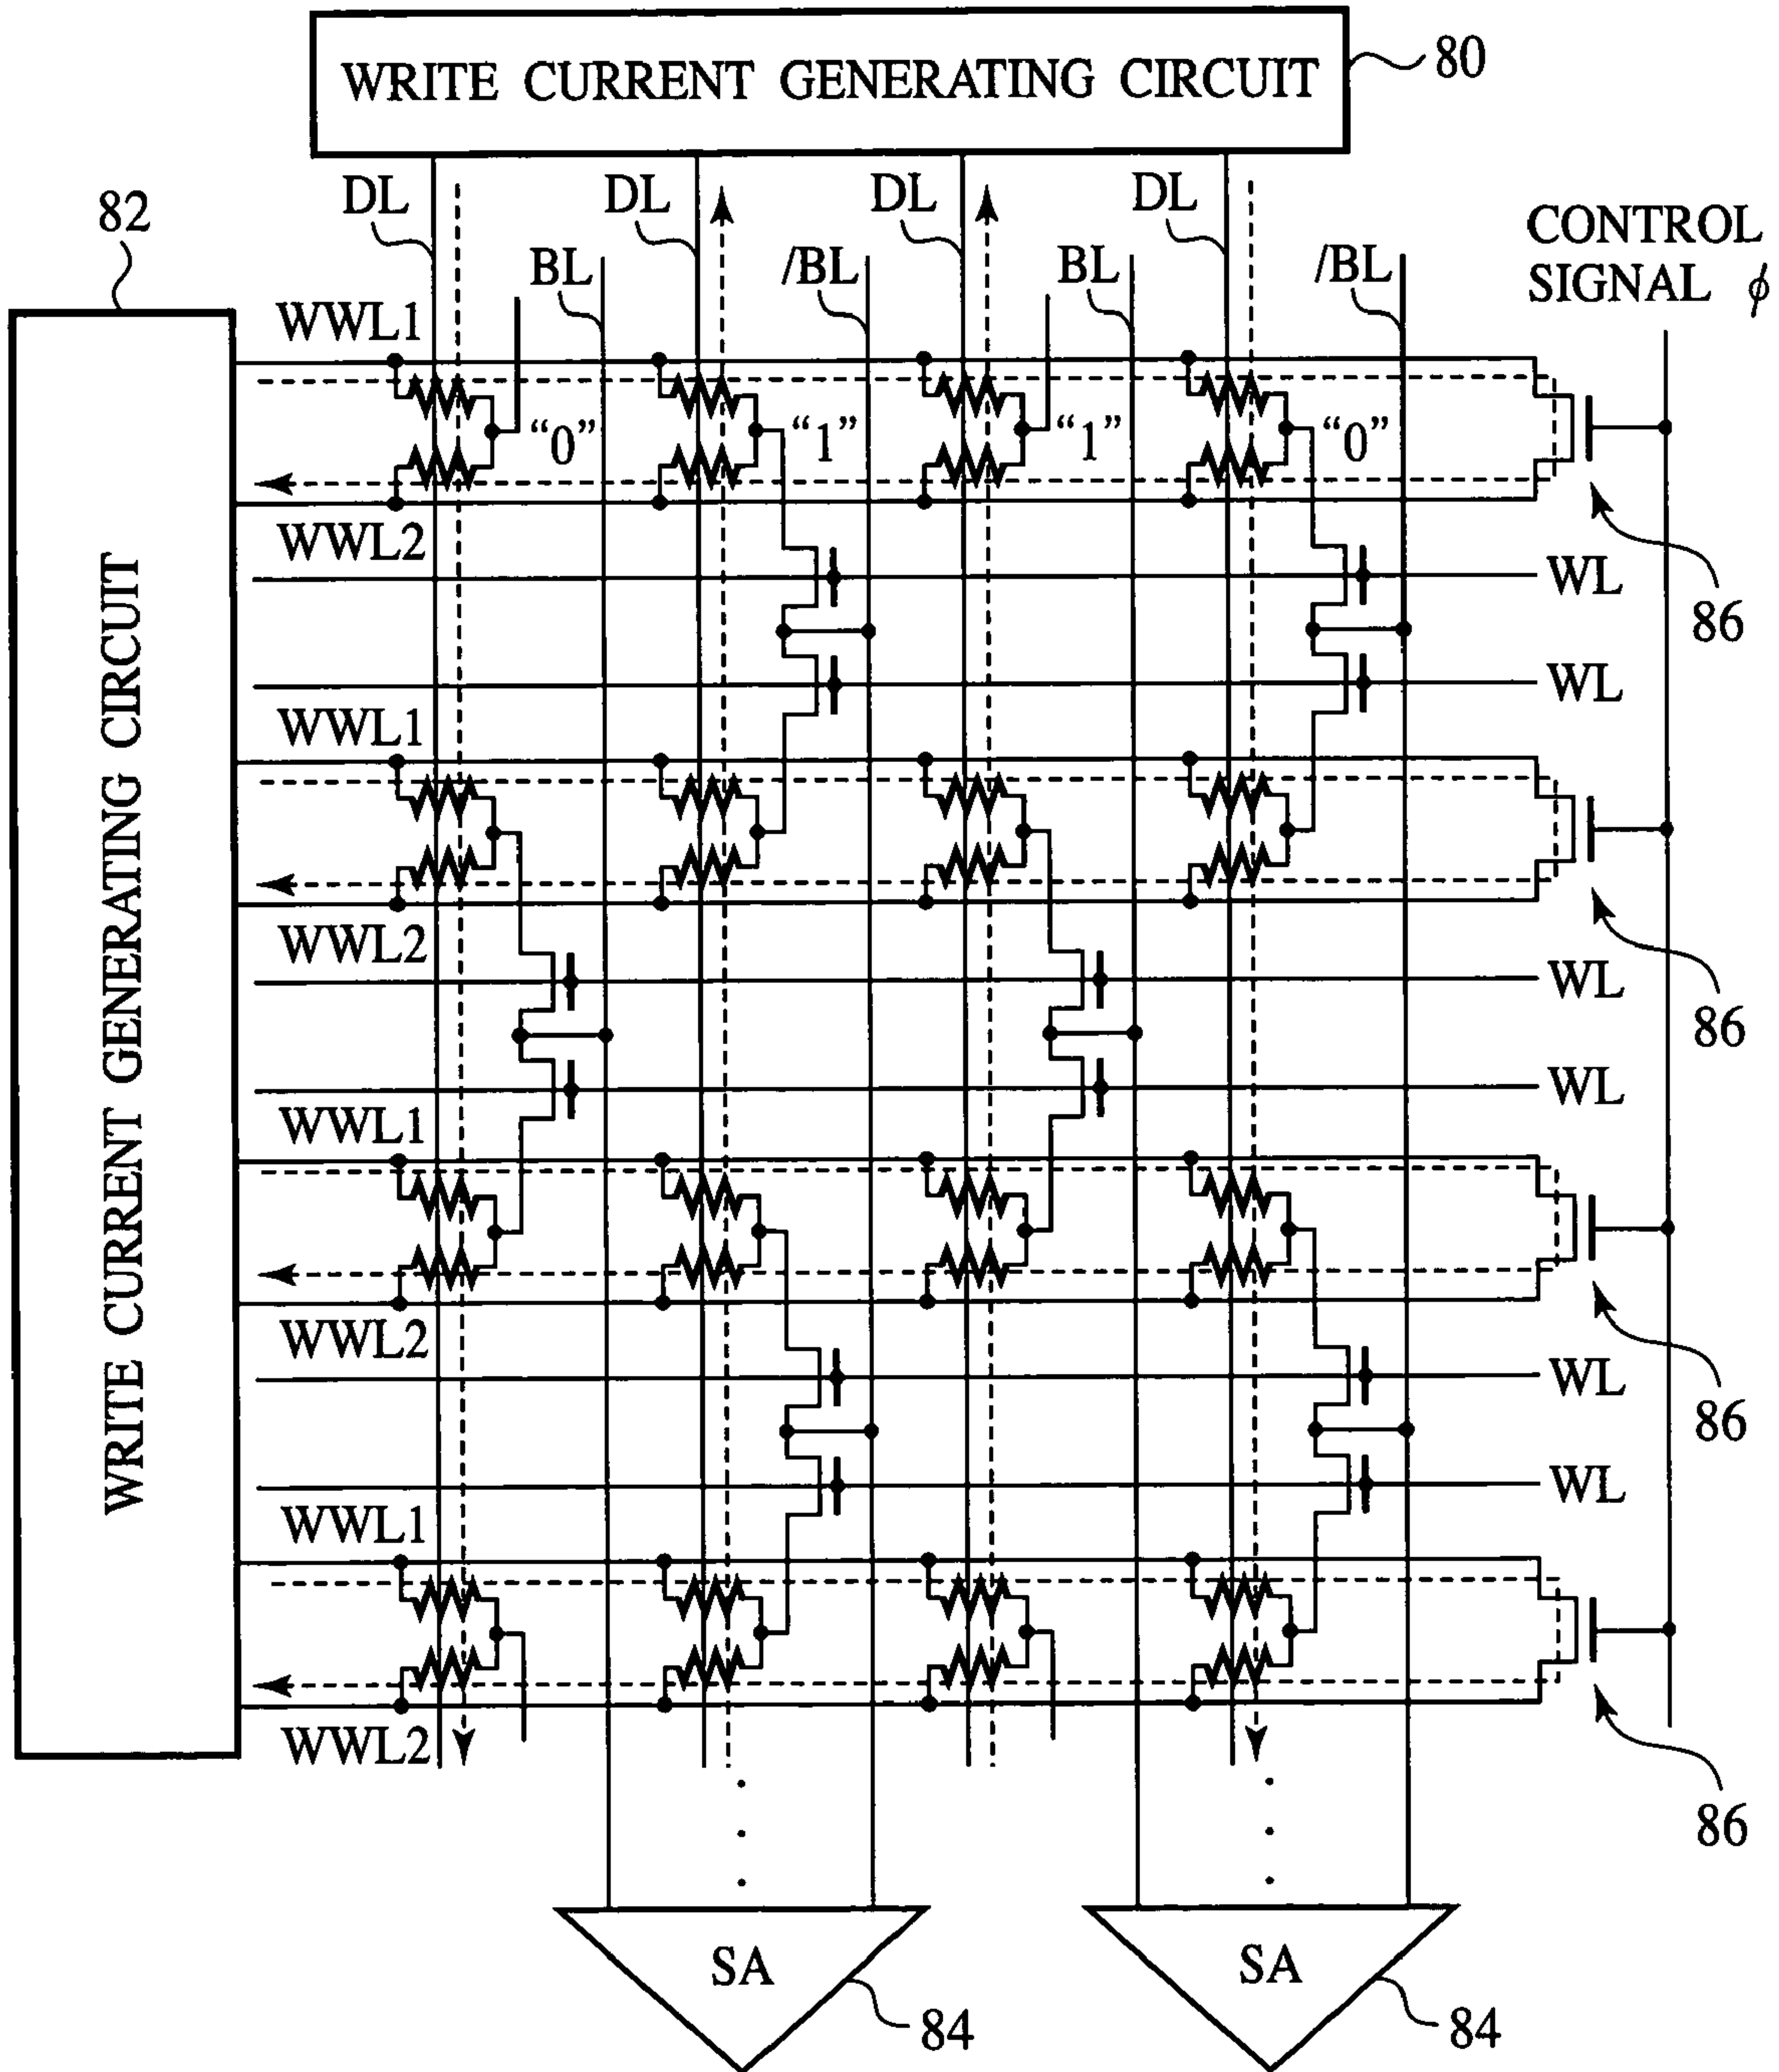 WRITE CURRENT GENERATING CIRCUIT
80
82
DL
DL
DL
DL
BL
/BL
BL
/BL
CONTROL
SIGNAL ϕ
WRITE CURRENT GENERATING CIRCUIT
WWL1
“0”
“1”
“1”
“0”
WWL2
WL
86
WL
WWL1
WWL2
WL
86
WL
WWL1
WWL2
WL
86
WL
WWL1
WWL2
86
SA
SA
84
84